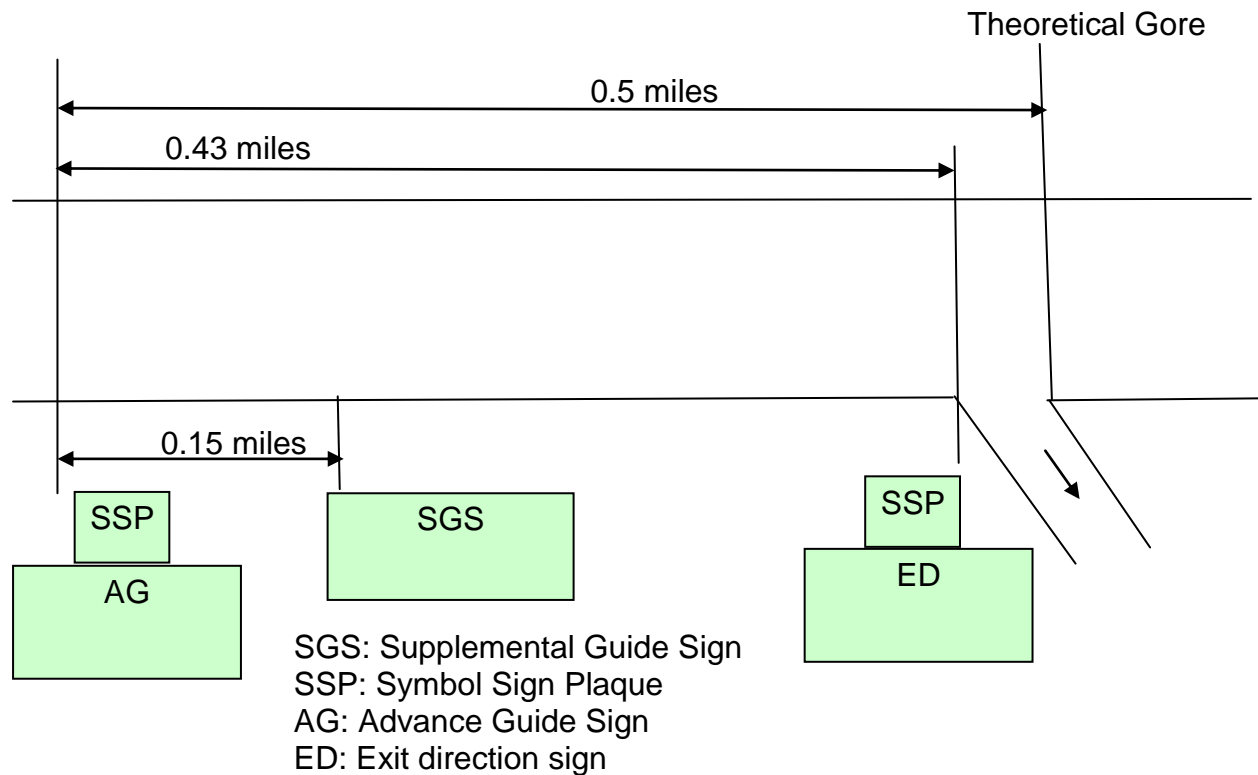 Theoretical Gore
0.5 miles
0.43 miles
0.15 miles
SSP
AG
SGS
SSP
ED
SGS: Supplemental Guide Sign
SSP: Symbol Sign Plaque
AG: Advance Guide Sign
ED: Exit direction sign